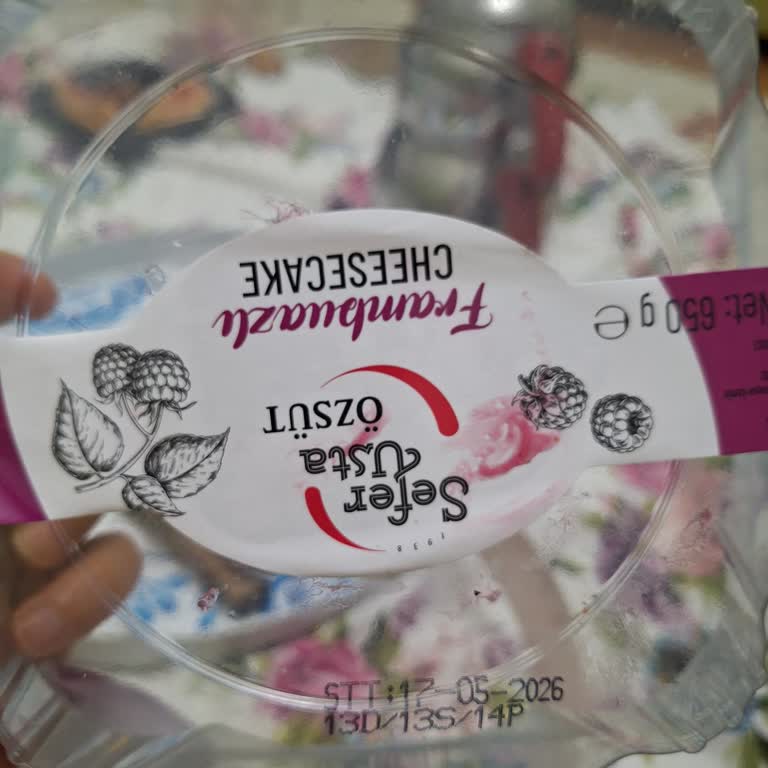 1938
Sefer
Usta
ÖZSÜT
Frambuazlı
CHEESECAKE
Net: 650 g e
STT:17-05-2026
13D/13S/14P